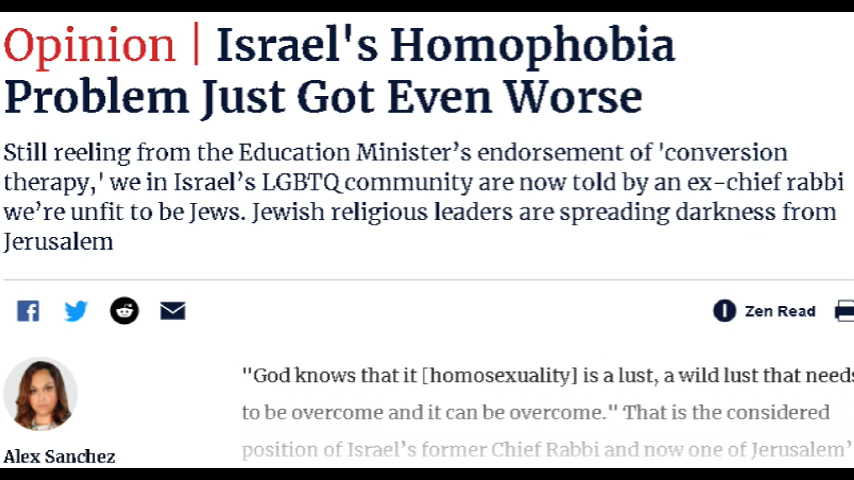 Opinion | Israel's Homophobia
Problem Just Got Even Worse
Still reeling from the Education Minister’s endorsement of 'conversion
therapy,' we in Israel’s LGBTQ community are now told by an ex-chief rabbi
we’re unfit to be Jews. Jewish religious leaders are spreading darkness from
Jerusalem
Zen Read
"God knows that it [homosexuality] is a lust, a wild lust that needs
to be overcome and it can be overcome." That is the considered
position of Israel’s former Chief Rabbi and now one of Jerusalem’
Alex Sanchez